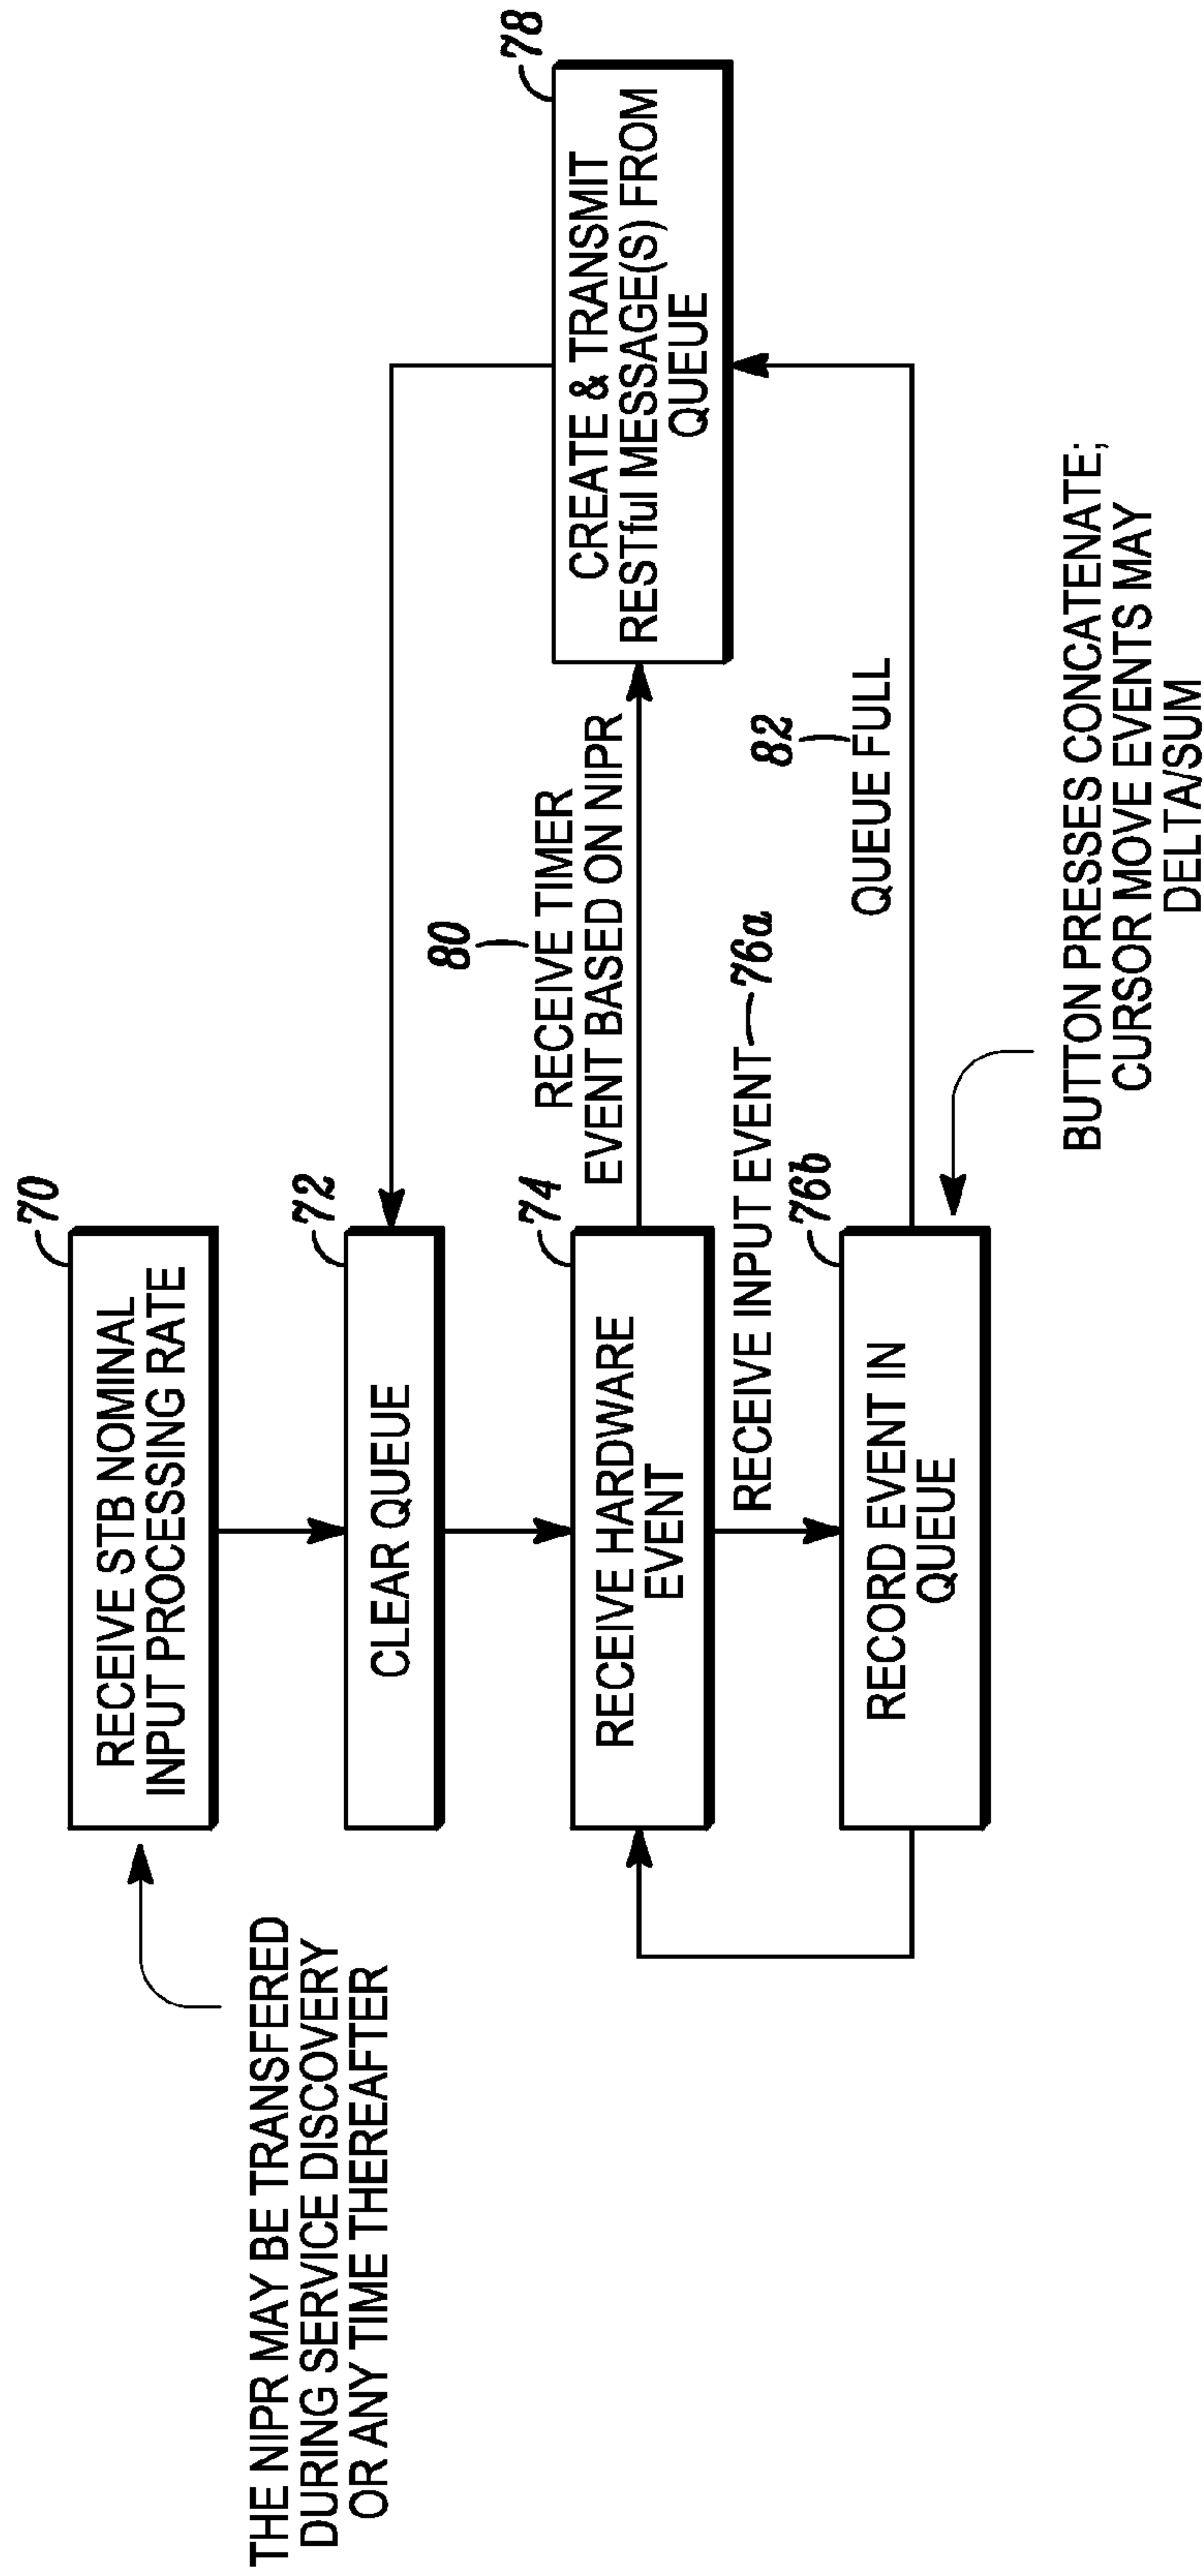 THE NIPR MAY BE TRANSFERED
DURING SERVICE DISCOVERY
OR ANY TIME THEREAFTER
70
RECEIVE STB NOMINAL
INPUT PROCESSING RATE
72
CLEAR QUEUE
74
RECEIVE HARDWARE
EVENT
80
RECEIVE TIMER
EVENT BASED ON NIPR
78
CREATE & TRANSMIT
RESTful MESSAGE(S) FROM
QUEUE
RECEIVE INPUT EVENT 76a
76b
RECORD EVENT IN
QUEUE
82
QUEUE FULL
BUTTON PRESSES CONCATENATE;
CURSOR MOVE EVENTS MAY
DELTA/SUM